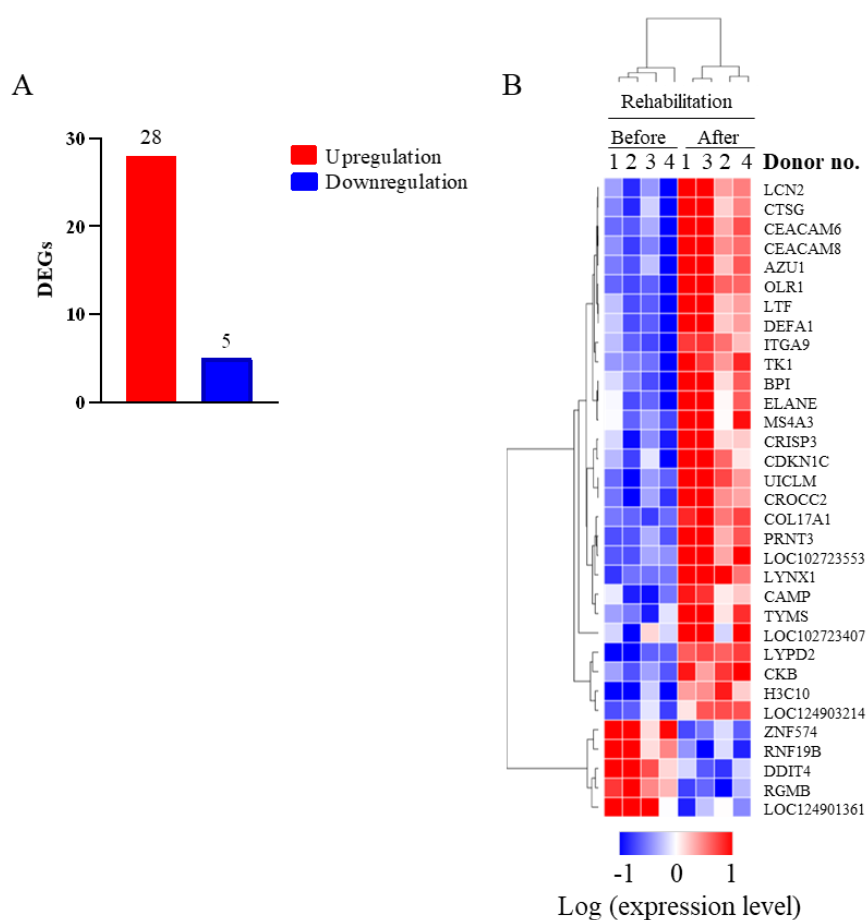 A
30
20
10
0
DEGs
28
5
Upregulation
Downregulation
B
Rehabilitation
Before After
1 2 3 4 1 3 2 4 Donor no.
LCN2
CTSG
CEACAM6
CEACAM8
AZU1
OLR1
LTF
DEFA1
ITGA9
TK1
BPI
ELANE
MS4A3
CRISP3
CDKN1C
UICLM
CROCC2
COL17A1
PRNT3
LOC102723553
LYNX1
CAMP
TYMS
LOC102723407
LYPD2
CKB
H3C10
LOC124903214
ZNF574
RNF19B
DDIT4
RGMB
LOC124901361
-1 0 1
Log (expression level)